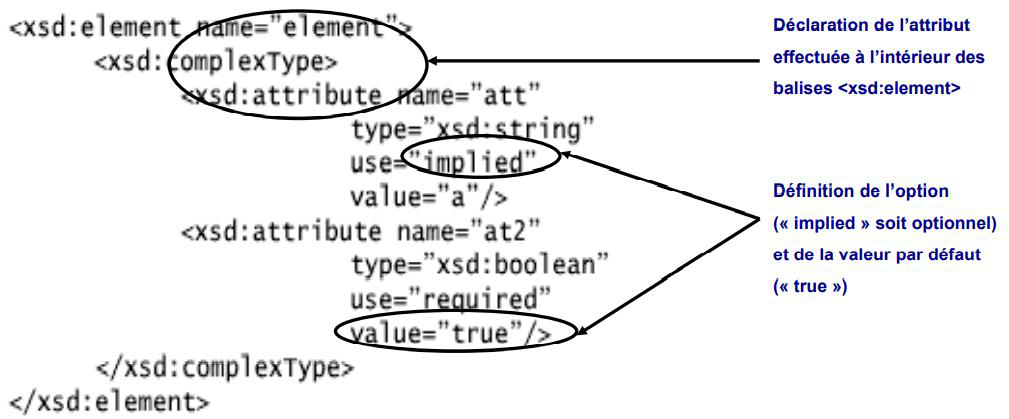 <xsd:element name=”element”>
<xsd:complexType>
<xsd:attribute name=”att”
type=”xsd:string”
use=”implied”
value=”a”/>
<xsd:attribute name=”at2”
type=”xsd:boolean”
use=”required”
value=”true”/>
</xsd:complexType>
</xsd:element>
Déclaration de l’attribut
effectuée à l’intérieur des
balises <xsd:element>
Définition de l’option
(« implied » soit optionnel)
et de la valeur par défaut
(« true »)